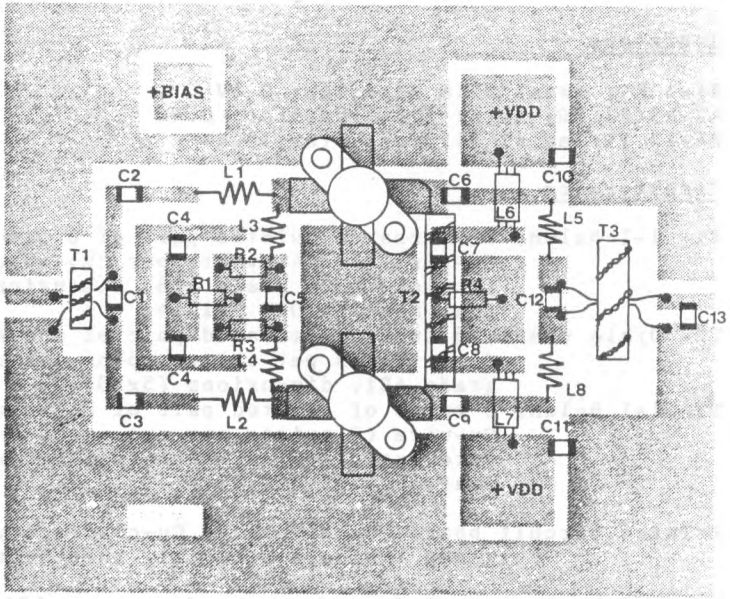 +BIAS
+VDD
C2
L1
C6
C10
L6
L5
T3
C4
L3
C7
T1
R2
C1
R1
C5
T2
R4
C12
C13
R3
C4
L4
C8
L8
C3
L2
C9
L7
C11
+VDD